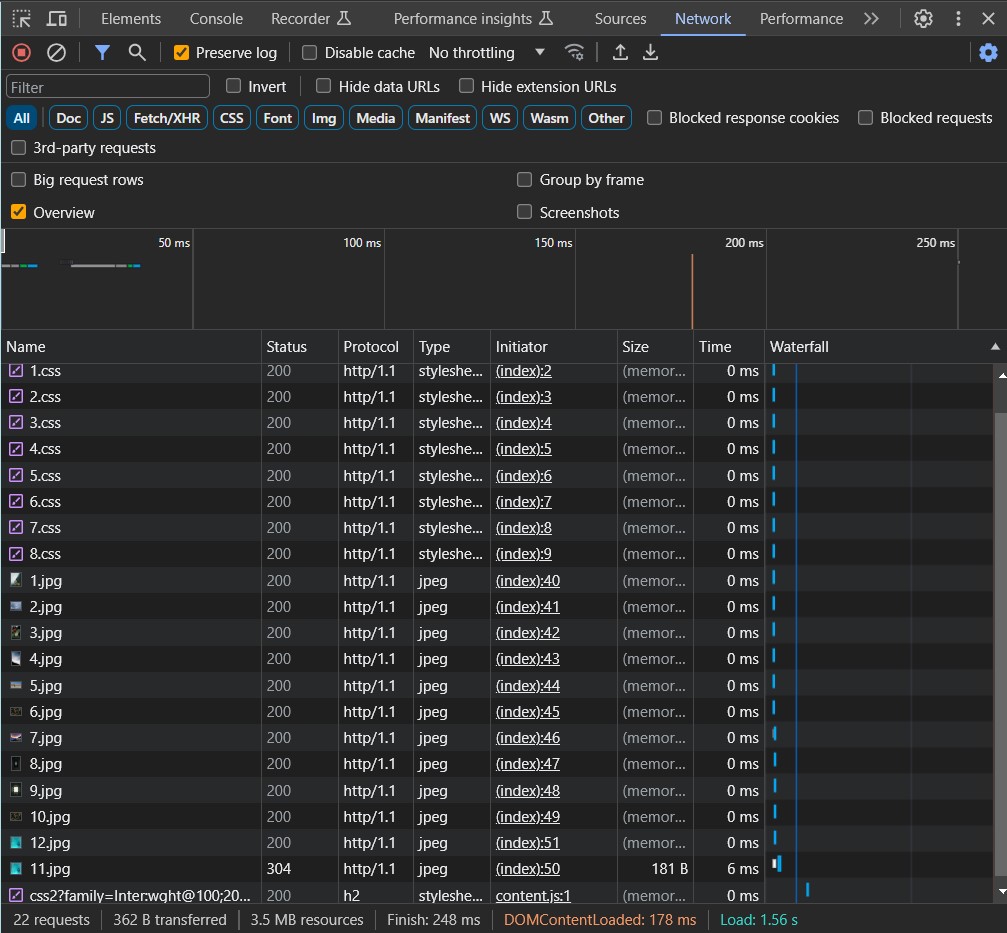 Elements Console Recorder Performance insights Sources Network Performance
Preserve log Disable cache No throttling
Filter Invert Hide data URLs Hide extension URLs
All Doc JS Fetch/XHR CSS Font Img Media Manifest WS Wasm Other Blocked response cookies Blocked requests
3rd-party requests
Big request rows Group by frame
Overview Screenshots
50 ms 100 ms 150 ms 200 ms 250 ms
Name Status Protocol Type Initiator Size Time Waterfall
1.css 200 http/1.1 styleshe... (index):2 (memor... 0 ms
2.css 200 http/1.1 styleshe... (index):3 (memor... 0 ms
3.css 200 http/1.1 styleshe... (index):4 (memor... 0 ms
4.css 200 http/1.1 styleshe... (index):5 (memor... 0 ms
5.css 200 http/1.1 styleshe... (index):6 (memor... 0 ms
6.css 200 http/1.1 styleshe... (index):7 (memor... 0 ms
7.css 200 http/1.1 styleshe... (index):8 (memor... 0 ms
8.css 200 http/1.1 styleshe... (index):9 (memor... 0 ms
1.jpg 200 http/1.1 jpeg (index):40 (memor... 0 ms
2.jpg 200 http/1.1 jpeg (index):41 (memor... 0 ms
3.jpg 200 http/1.1 jpeg (index):42 (memor... 0 ms
4.jpg 200 http/1.1 jpeg (index):43 (memor... 0 ms
5.jpg 200 http/1.1 jpeg (index):44 (memor... 0 ms
6.jpg 200 http/1.1 jpeg (index):45 (memor... 0 ms
7.jpg 200 http/1.1 jpeg (index):46 (memor... 0 ms
8.jpg 200 http/1.1 jpeg (index):47 (memor... 0 ms
9.jpg 200 http/1.1 jpeg (index):48 (memor... 0 ms
10.jpg 200 http/1.1 jpeg (index):49 (memor... 0 ms
12.jpg 200 http/1.1 jpeg (index):51 (memor... 0 ms
11.jpg 304 http/1.1 jpeg (index):50 181 B 6 ms
css2?family=Inter:wght@100;20... 200 h2 styleshe... content.js:1 (memor... 0 ms
22 requests 362 B transferred 3.5 MB resources Finish: 248 ms DOMContentLoaded: 178 ms Load: 1.56 s